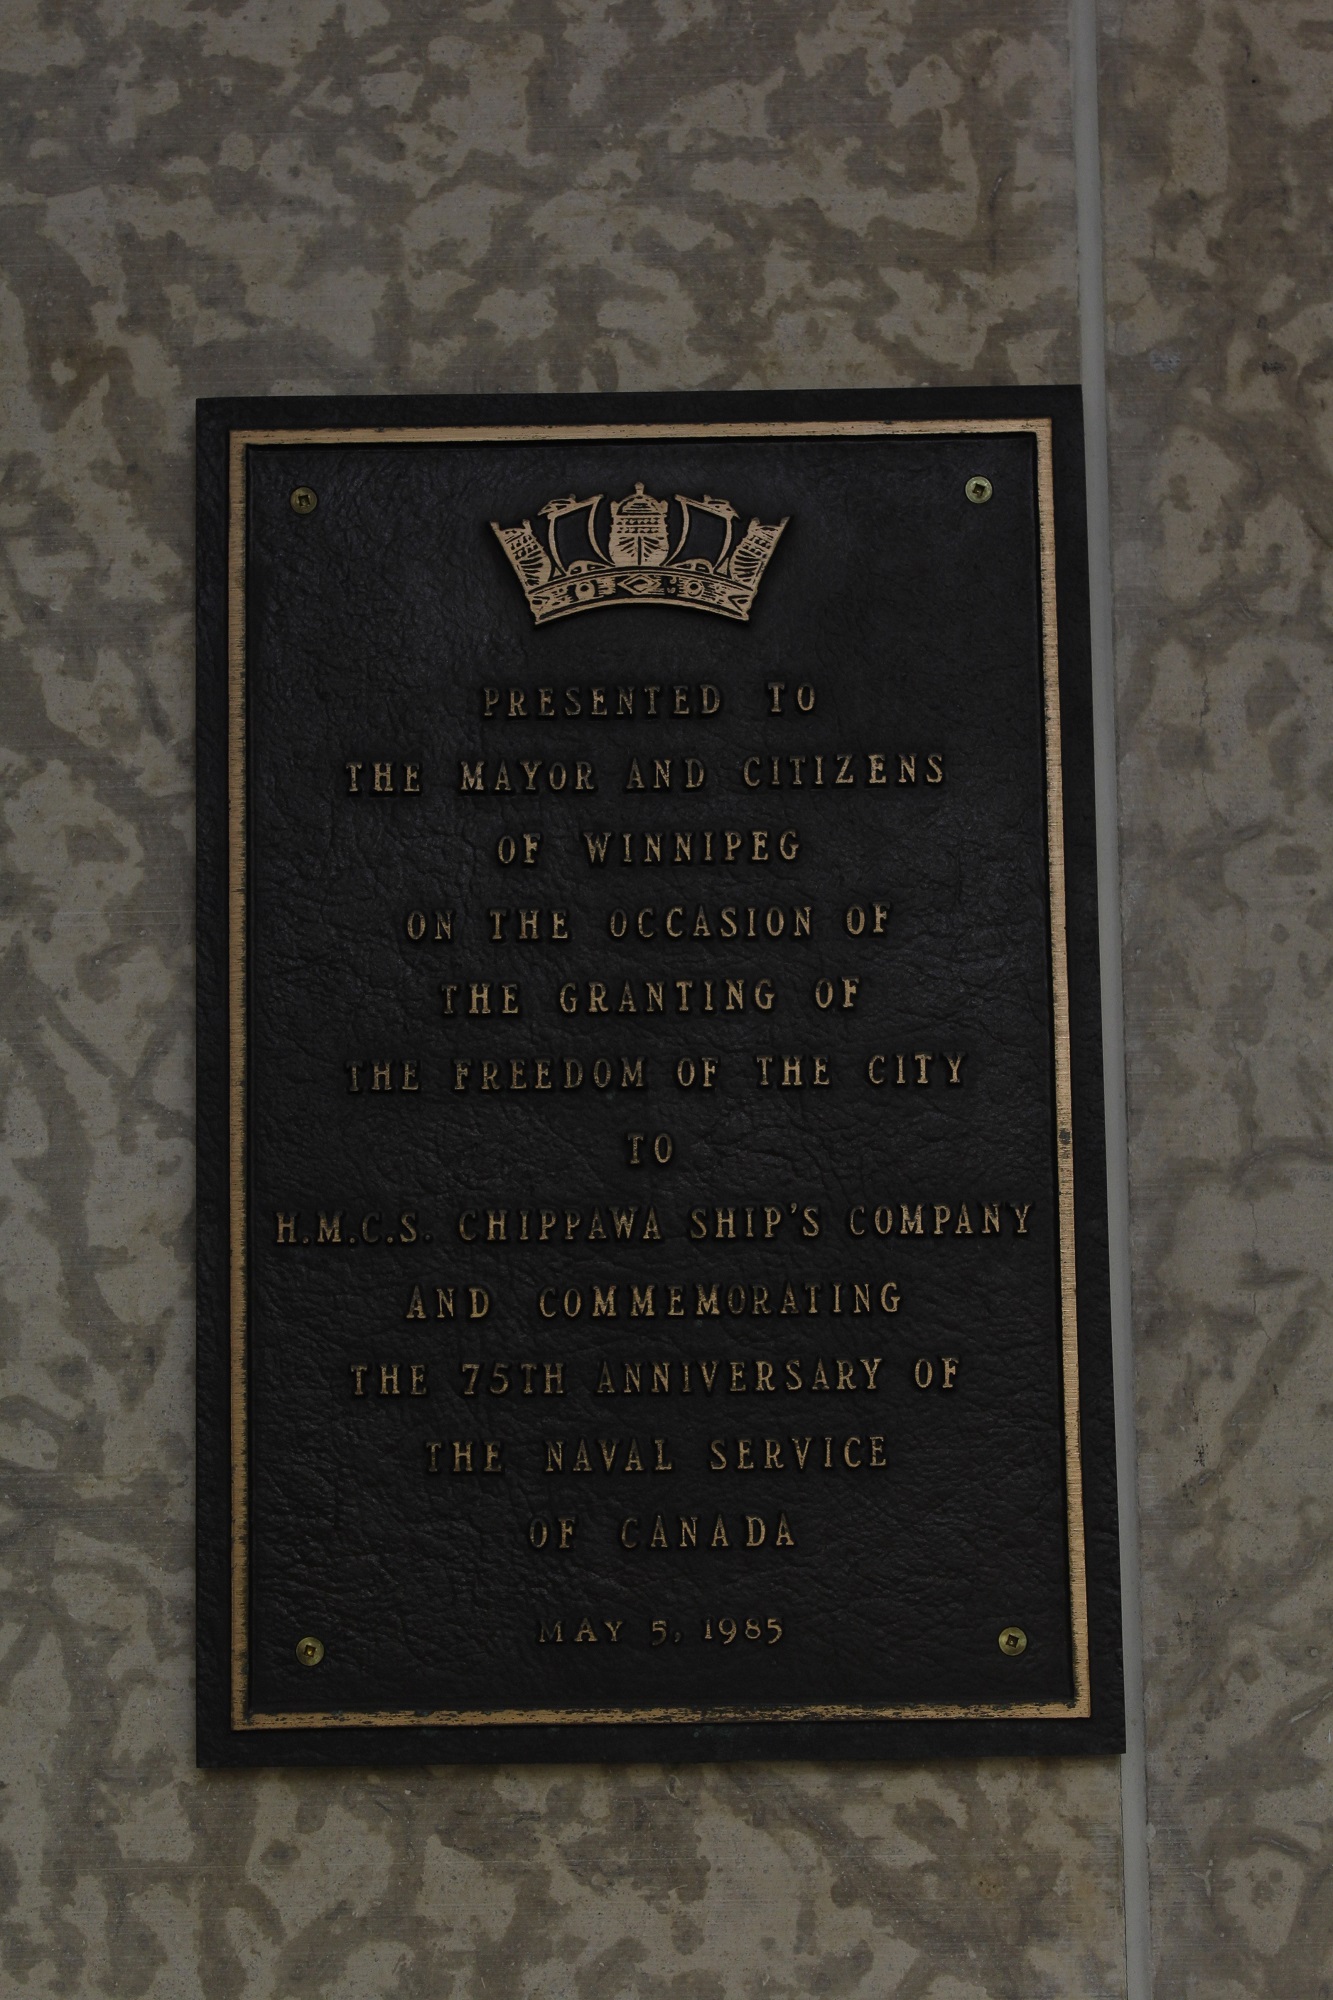 PRESENTED TO
THE MAYOR AND CITIZENS
OF WINNIPEG
ON THE OCCASION OF
THE GRANTING OF
THE FREEDOM OF THE CITY
TO
H.M.C.S. CHIPPAWA SHIP'S COMPANY
AND COMMEMORATING
THE 75TH ANNIVERSARY OF
THE NAVAL SERVICE
OF CANADA
MAY 5, 1985